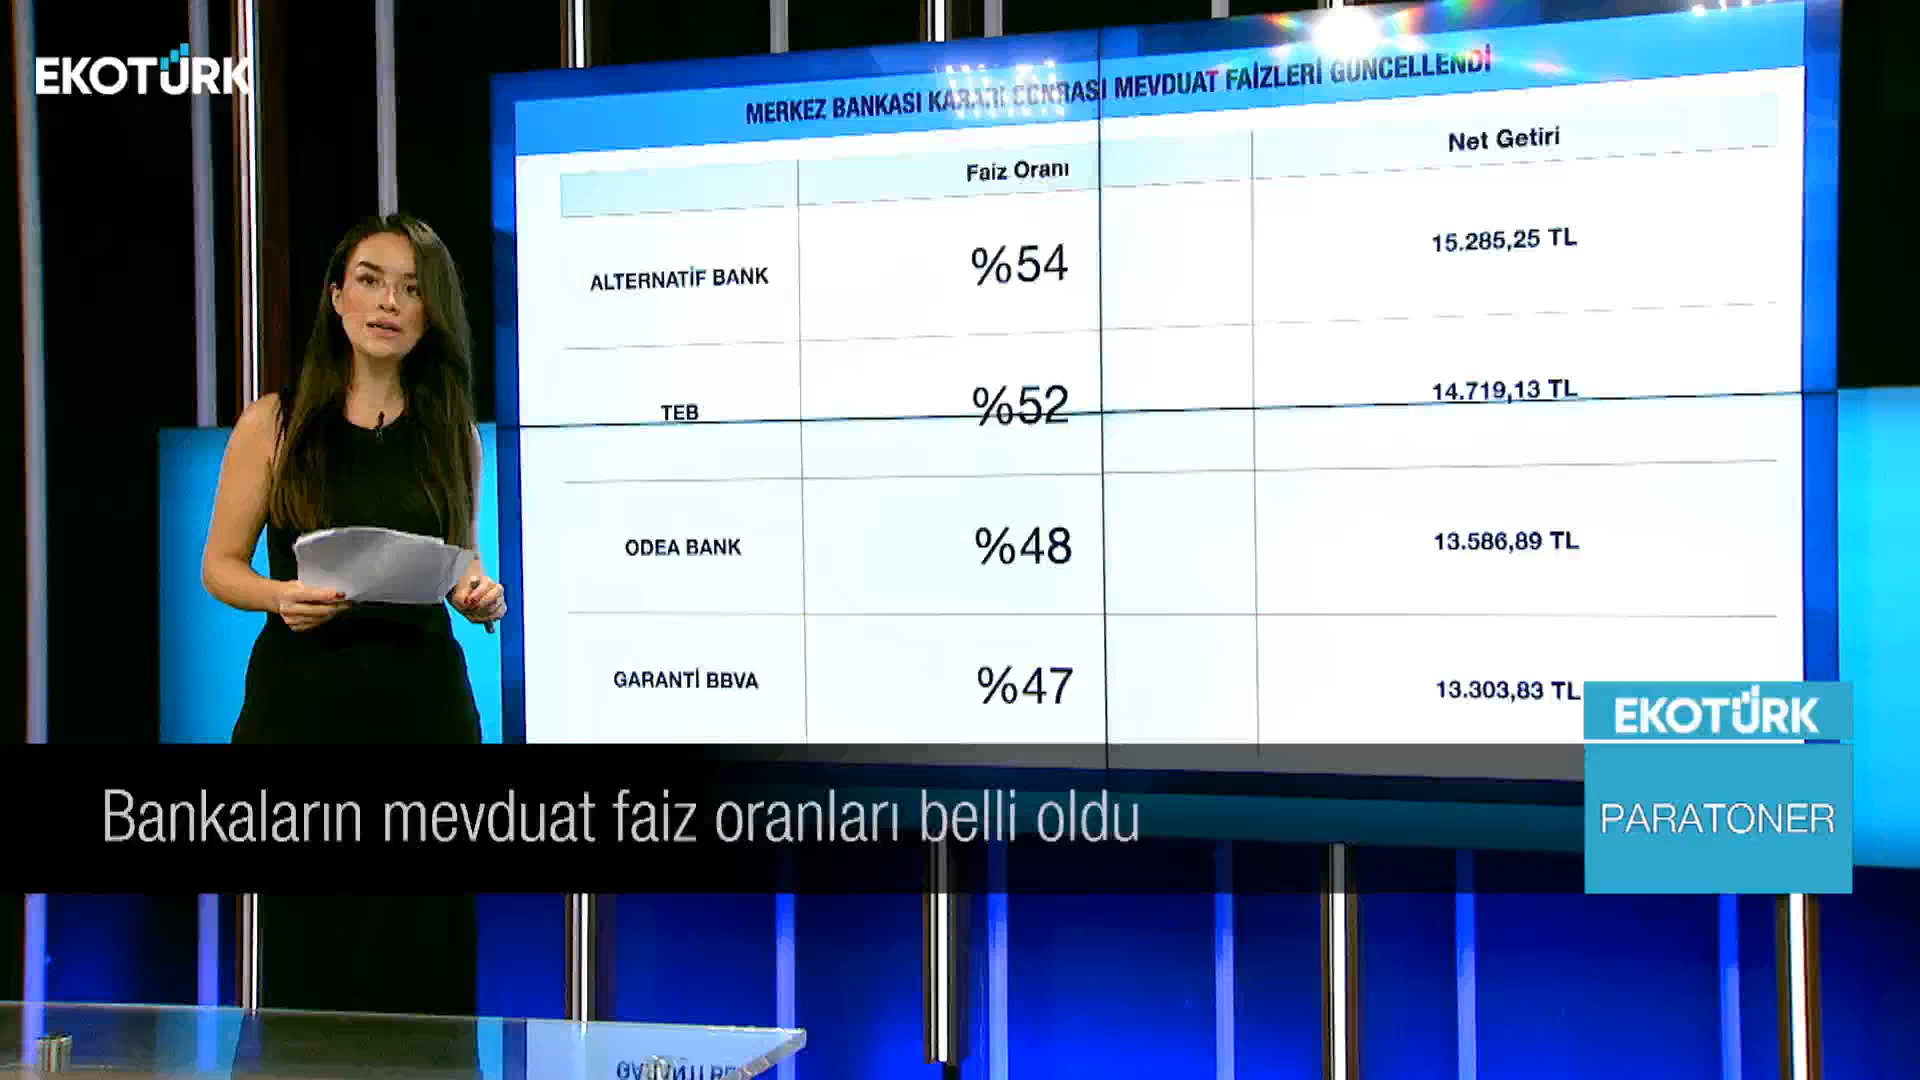 EKOTÜRK
MERKEZ BANKASI KARARI SONRASI MEVDUAT FAİZLERİ GÜNCELLENDİ
Faiz Oranı
Net Getiri
ALTERNATİF BANK
%54
15.285,25 TL
TEB
%52
14.719,13 TL
ODEA BANK
%48
13.586,89 TL
GARANTİ BBVA
%47
13.303,83 TL
EKOTÜRK
Bankaların mevduat faiz oranları belli oldu
PARATONER